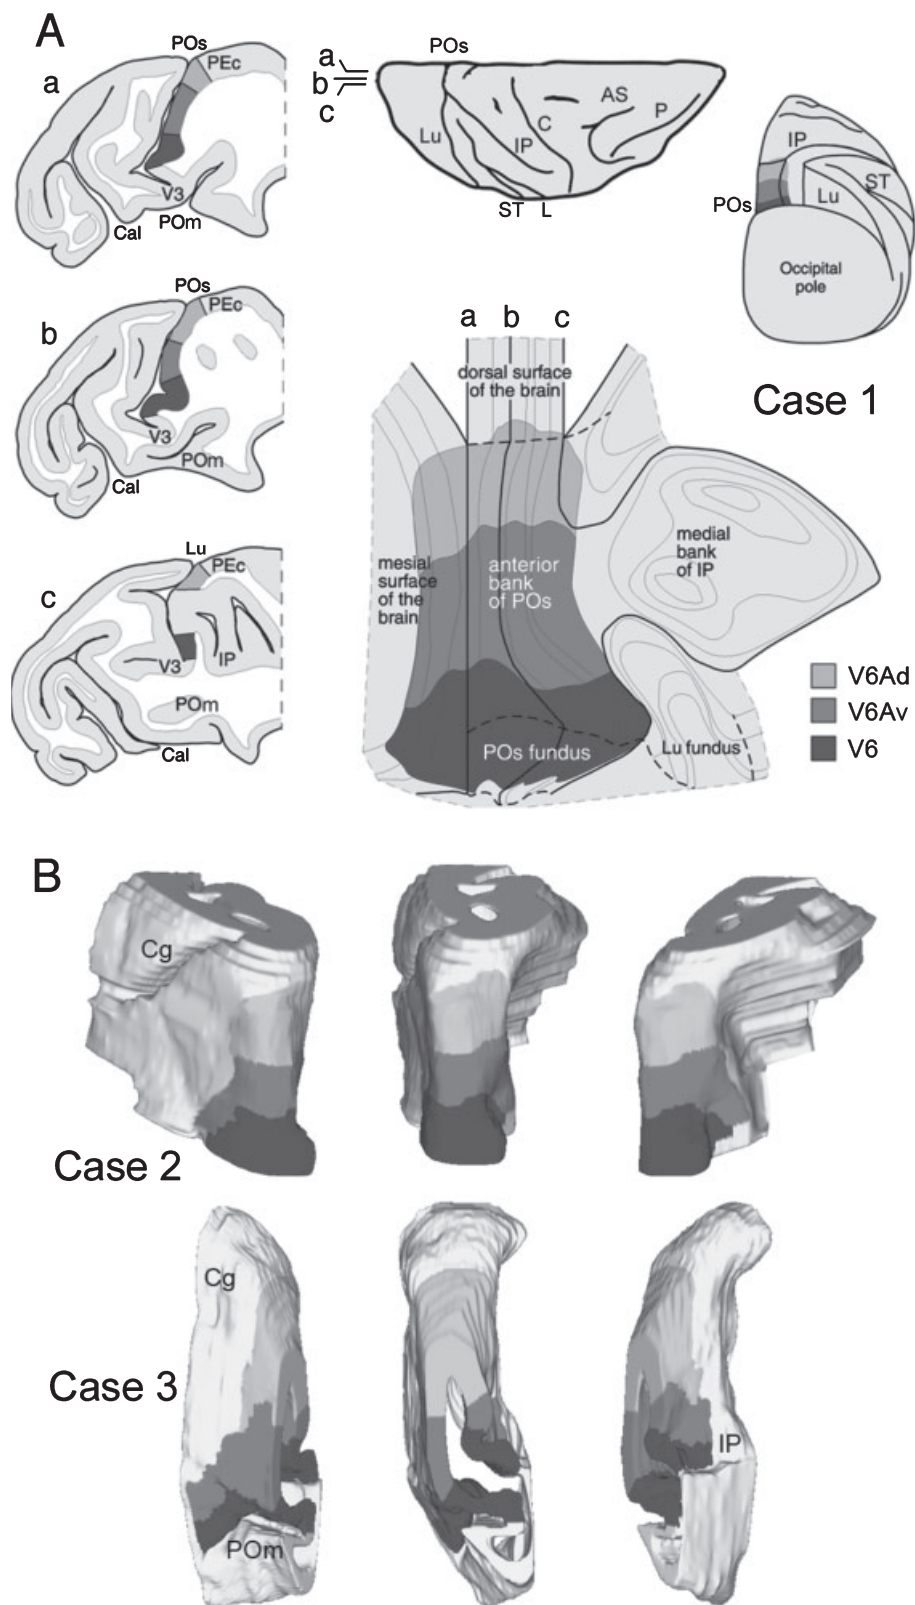 A
a
POs
PEc
V3
Cal
POm
b
POs
PEc
V3
POm
Cal
c
Lu
PEc
V3
IP
POm
Cal
a
b
c
POs
Lu
IP
C
AS
P
ST L
IP
ST
Lu
POs
Occipital
pole
Case 1
a b c
dorsal surface
of the brain
mesial
surface
of the
brain
anterior
bank
of POs
medial
bank
of IP
POs fundus
Lu fundus
V6Ad
V6Av
V6
B
Cg
Case 2
Cg
Case 3
POm
IP